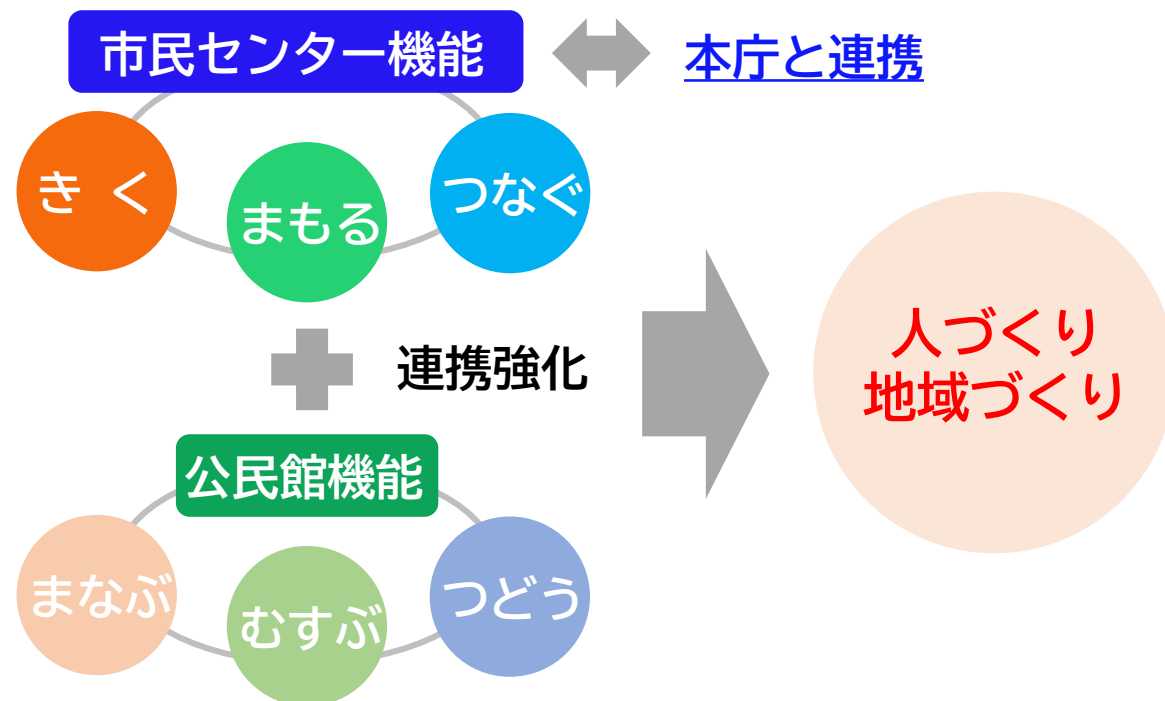 市民センター機能
本庁と連携
き く
まもる
つなぐ
連携強化
人づくり
地域づくり
公民館機能
まなぶ
むすぶ
つどう